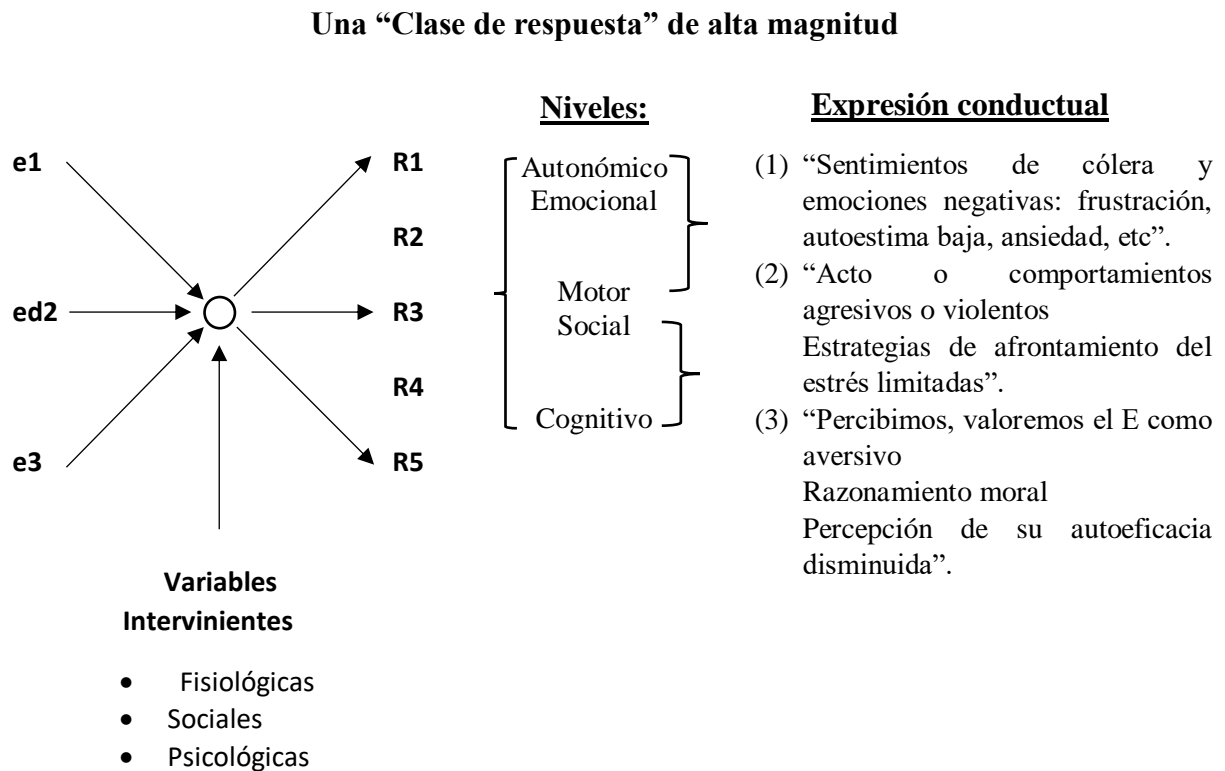 Una “Clase de respuesta” de alta magnitud
e1
ed2
e3
R1
R2
R3
R4
R5
Variables
Intervinientes
• Fisiológicas
• Sociales
• Psicológicas
Niveles:
Autonómico
Emocional
Motor
Social
Cognitivo
Expresión conductual
(1) “Sentimientos de cólera y
emociones negativas: frustración,
autoestima baja, ansiedad, etc”.
(2) “Acto o comportamientos
agresivos o violentos
Estrategias de afrontamiento del
estrés limitadas”.
(3) “Percibimos, valoremos el E como
aversivo
Razonamiento moral
Percepción de su autoeficacia
disminuida”.